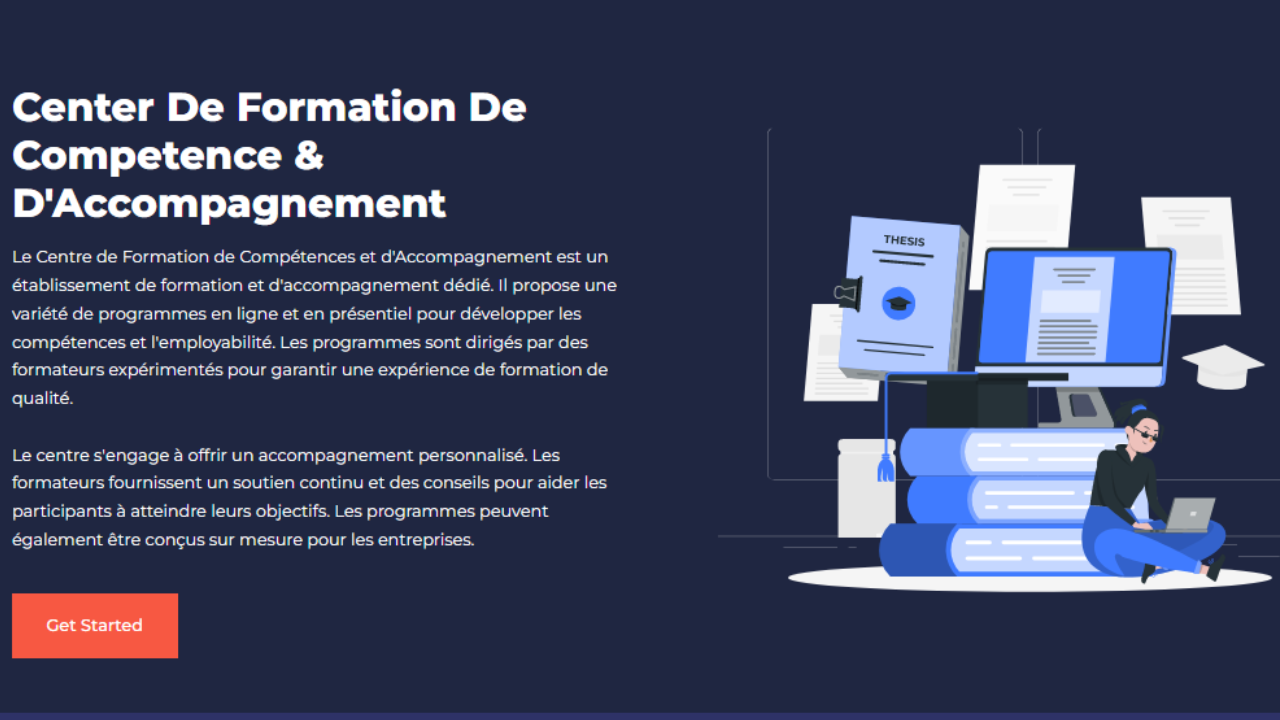 Center De Formation De
Competence &
D'Accompagnement
Le Centre de Formation de Compétences et d'Accompagnement est un
établissement de formation et d'accompagnement dédié. Il propose une
variété de programmes en ligne et en présentiel pour développer les
compétences et l'employabilité. Les programmes sont dirigés par des
formateurs expérimentés pour garantir une expérience de formation de
qualité.
Le centre s'engage à offrir un accompagnement personnalisé. Les
formateurs fournissent un soutien continu et des conseils pour aider les
participants à atteindre leurs objectifs. Les programmes peuvent
également être conçus sur mesure pour les entreprises.
Get Started
THESIS